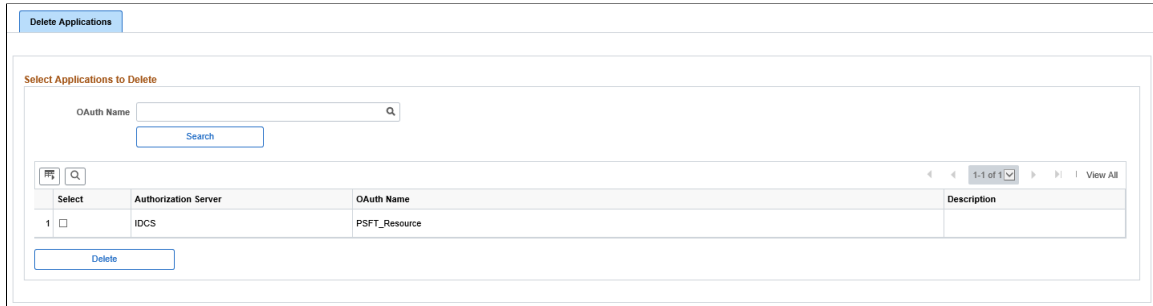 Delete Applications
Select Applications to Delete
OAuth Name
Search
1-1 of 1 View All
Select Authorization Server OAuth Name Description
1 IDCS PSFT_Resource
Delete